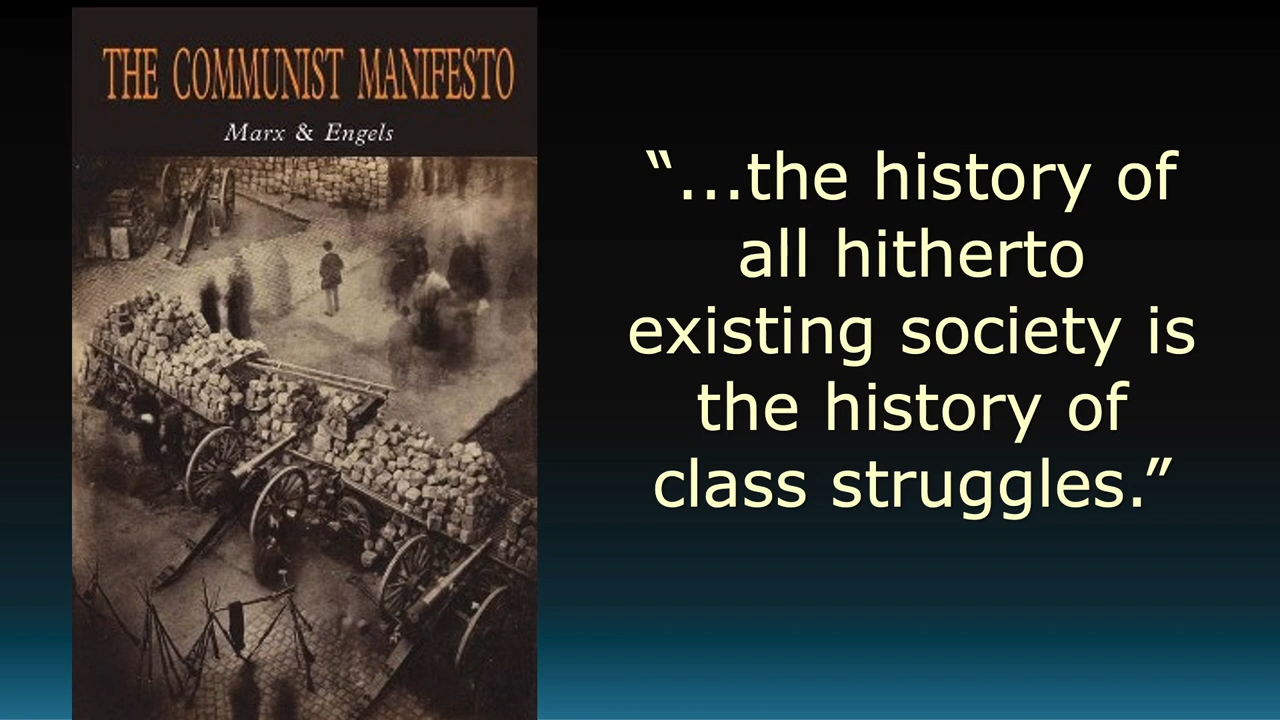 THE COMMUNIST MANIFESTO
Marx & Engels
“...the history of
all hitherto
existing society is
the history of
class struggles.”